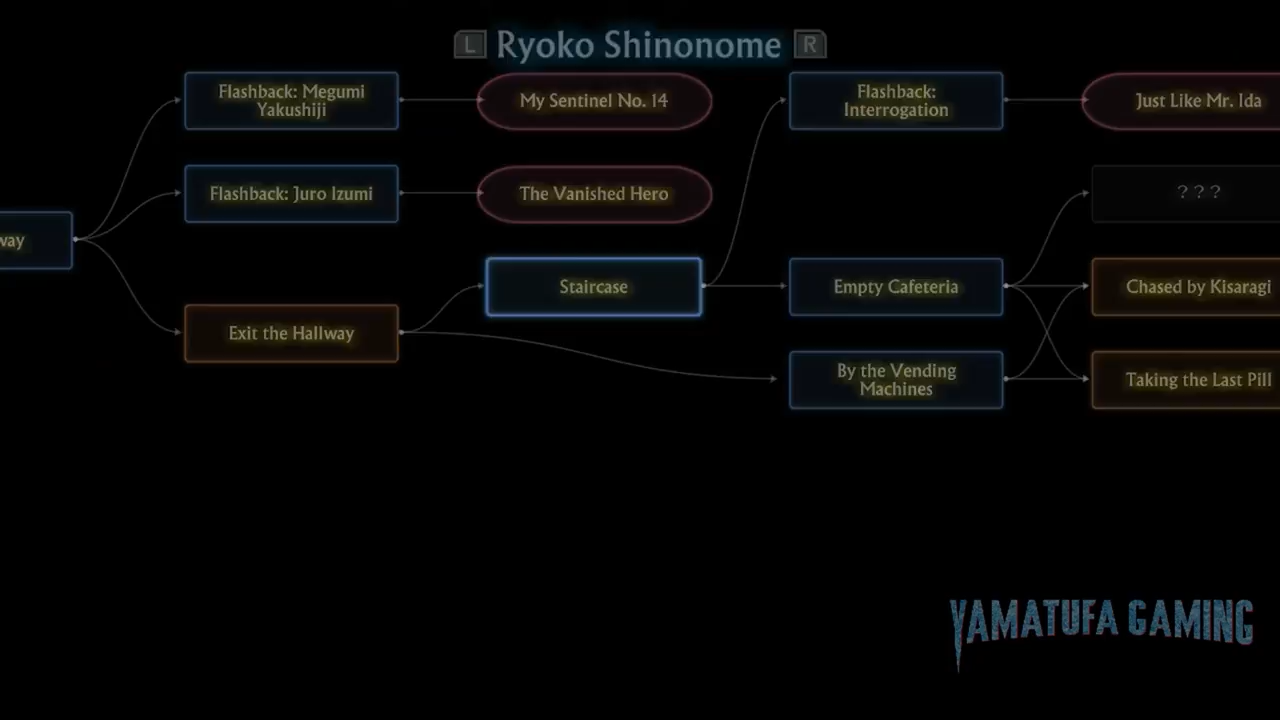 L Ryoko Shinonome R
Flashback: Megumi
Yakushiji
My Sentinel No. 14
Flashback:
Interrogation
Just Like Mr. Ida
Flashback: Juro Izumi
The Vanished Hero
? ? ?
way
Staircase
Empty Cafeteria
Chased by Kisaragi
Exit the Hallway
By the Vending
Machines
Taking the Last Pill
YAMATUFA GAMING